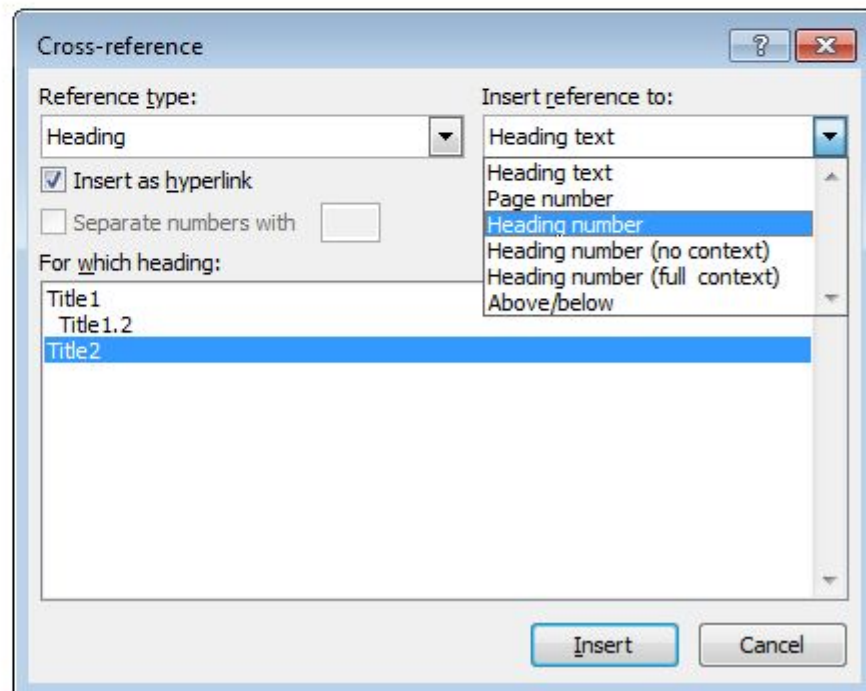 Cross-reference
Reference type:
Insert reference to:
Heading
Heading text
Insert as hyperlink
Separate numbers with
Heading text
Page number
Heading number
Heading number (no context)
Heading number (full context)
Above/below
For which heading:
Title1
Title1.2
Title2
Insert
Cancel